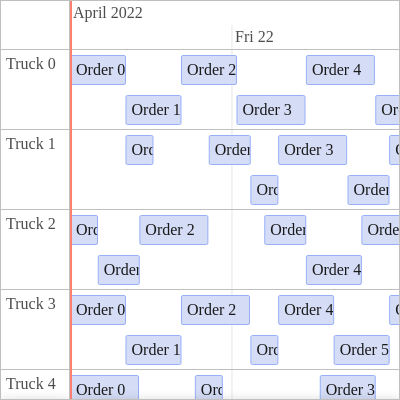 April 2022
Fri 22
Truck 0
Order 0
Order 2
Order 4
Order 1
Order 3
Or
Truck 1
Orc
Order
Order 3
Orc
Order
Truck 2
Orc
Order 2
Order
Orde
Order
Order 4
Truck 3
Order 0
Order 2
Order 4
Order 1
Orc
Order 5
Truck 4
Order 0
Orc
Order 3